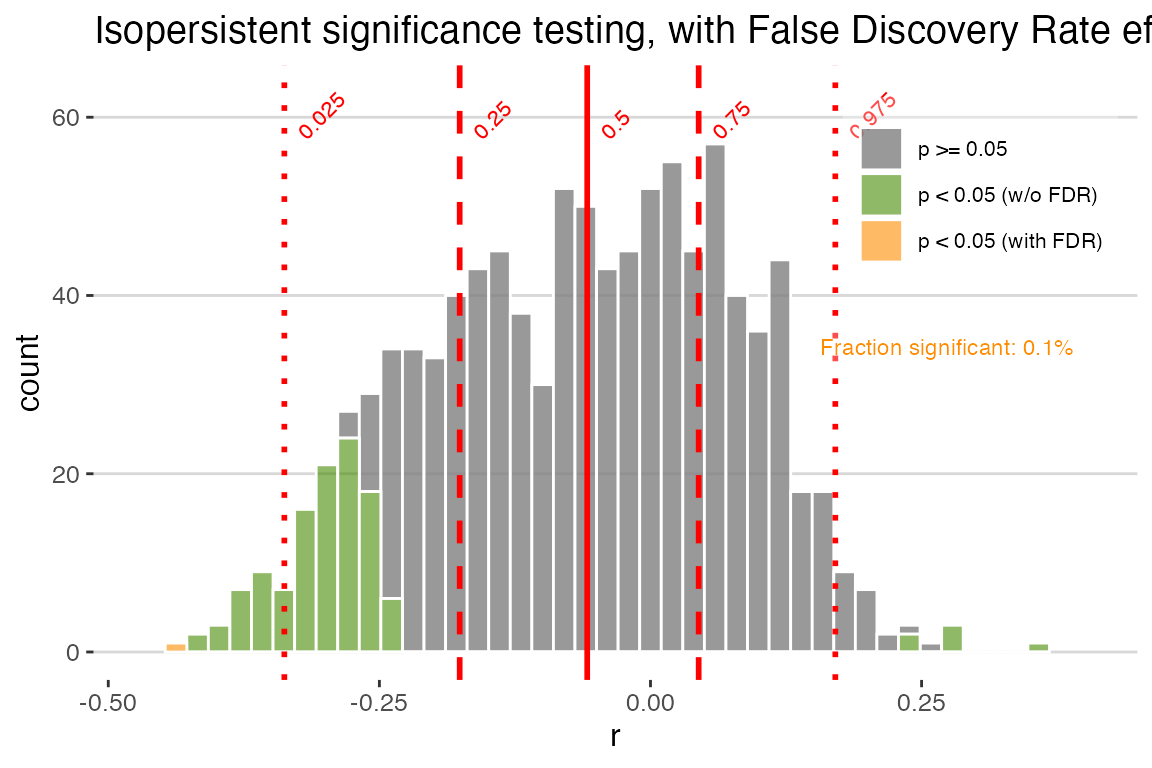 Isopersistent significance testing, with False Discovery Rate ef
0.025
0.25
0.5
0.75
0.975
p >= 0.05
p < 0.05 (w/o FDR)
p < 0.05 (with FDR)
Fraction significant: 0.1%
60
40
20
0
count
-0.50
-0.25
0.00
0.25
r